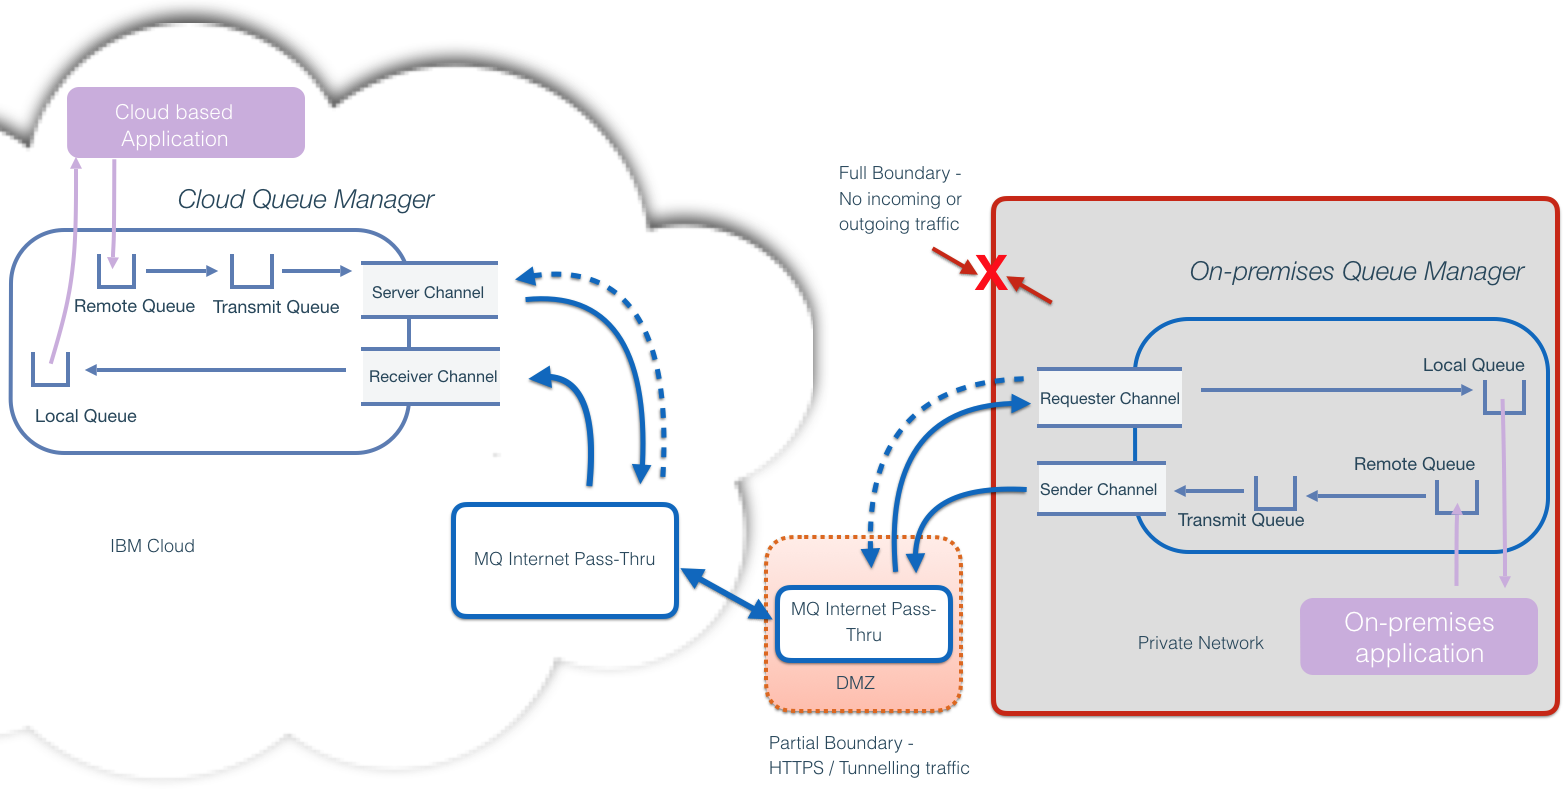 Cloud based
Application
Cloud Queue Manager
Remote Queue
Transmit Queue
Server Channel
Receiver Channel
Local Queue
IBM Cloud
MQ Internet Pass-Thru
Full Boundary -
No incoming or
outgoing traffic
X
On-premises Queue Manager
Local Queue
Requester Channel
Remote Queue
Sender Channel
Transmit Queue
MQ Internet Pass-
Thru
DMZ
On-premises
application
Private Network
Partial Boundary -
HTTPS / Tunnelling traffic